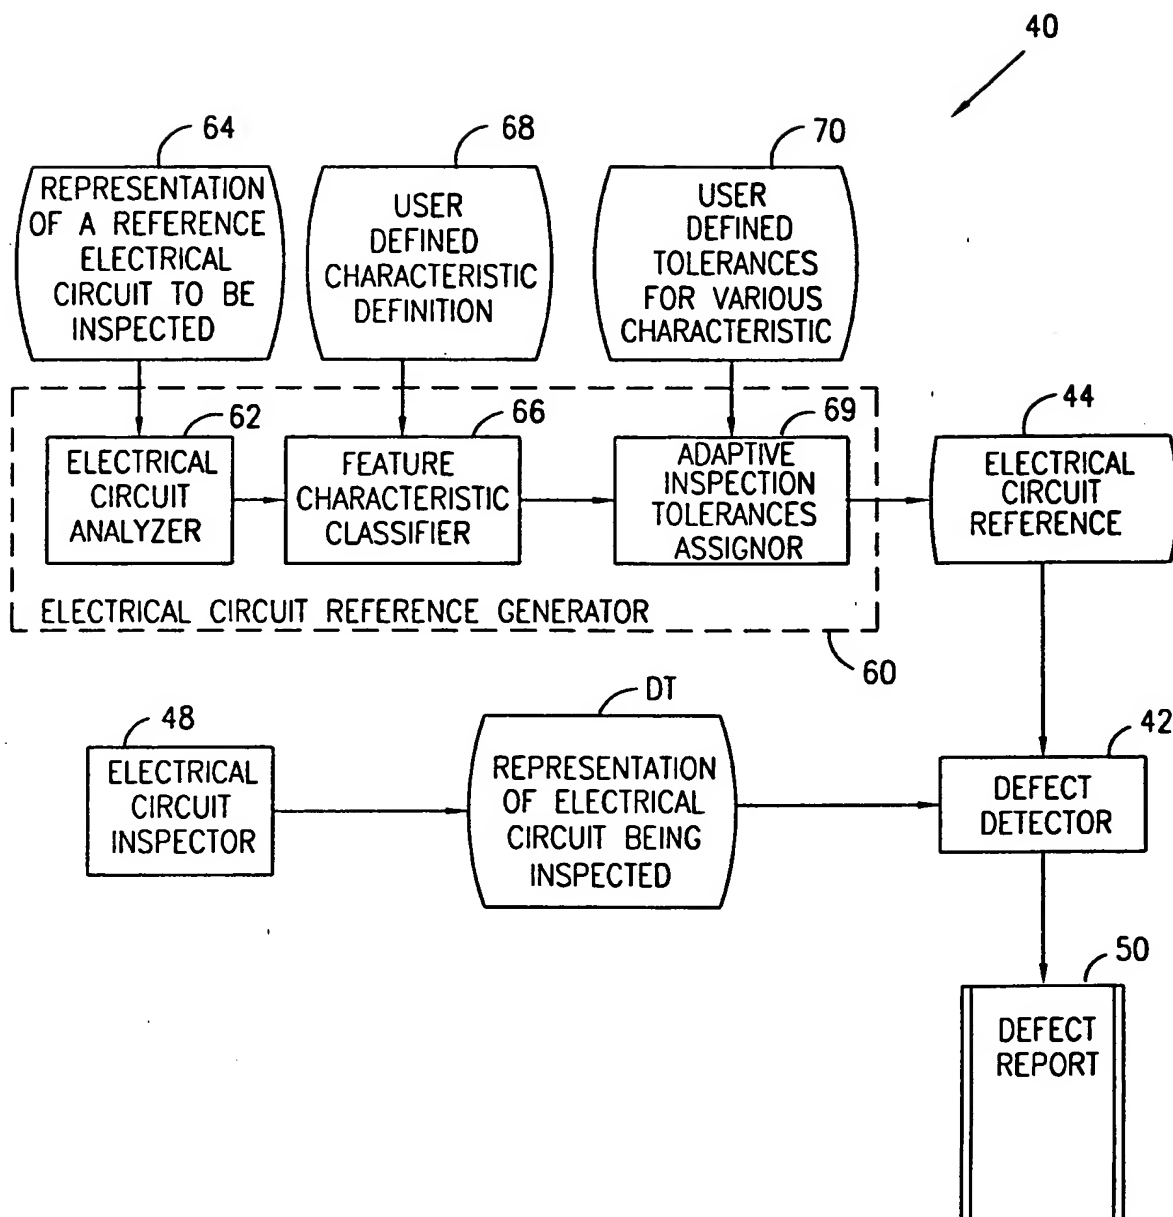 40
64
68
70
REPRESENTATION
OF A REFERENCE
ELECTRICAL
CIRCUIT TO BE
INSPECTED
USER
DEFINED
CHARACTERISTIC
DEFINITION
USER
DEFINED
TOLERANCES
FOR VARIOUS
CHARACTERISTIC
62
66
69
44
ELECTRICAL
CIRCUIT
ANALYZER
FEATURE
CHARACTERISTIC
CLASSIFIER
ADAPTIVE
INSPECTION
TOLERANCES
ASSIGNOR
ELECTRICAL
CIRCUIT
REFERENCE
ELECTRICAL CIRCUIT REFERENCE GENERATOR
60
48
DT
42
ELECTRICAL
CIRCUIT
INSPECTOR
REPRESENTATION
OF ELECTRICAL
CIRCUIT BEING
INSPECTED
DEFECT
DETECTOR
50
DEFECT
REPORT